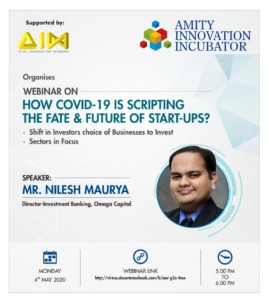 Supported by:
AIM
ATAL INNOVATION MISSION
AMITY
INNOVATION
INCUBATOR
Organises
WEBINAR ON
HOW COVID-19 IS SCRIPTING
THE FATE & FUTURE OF START-UPS?
- Shift in Investors choice of Businesses to Invest
- Sectors in Focus
SPEAKER:
MR. NILESH MAURYA
Director-Investment Banking, Omega Capital
MONDAY
4th MAY 2020
WEBINAR LINK
5:00 PM
TO
6:00 PM